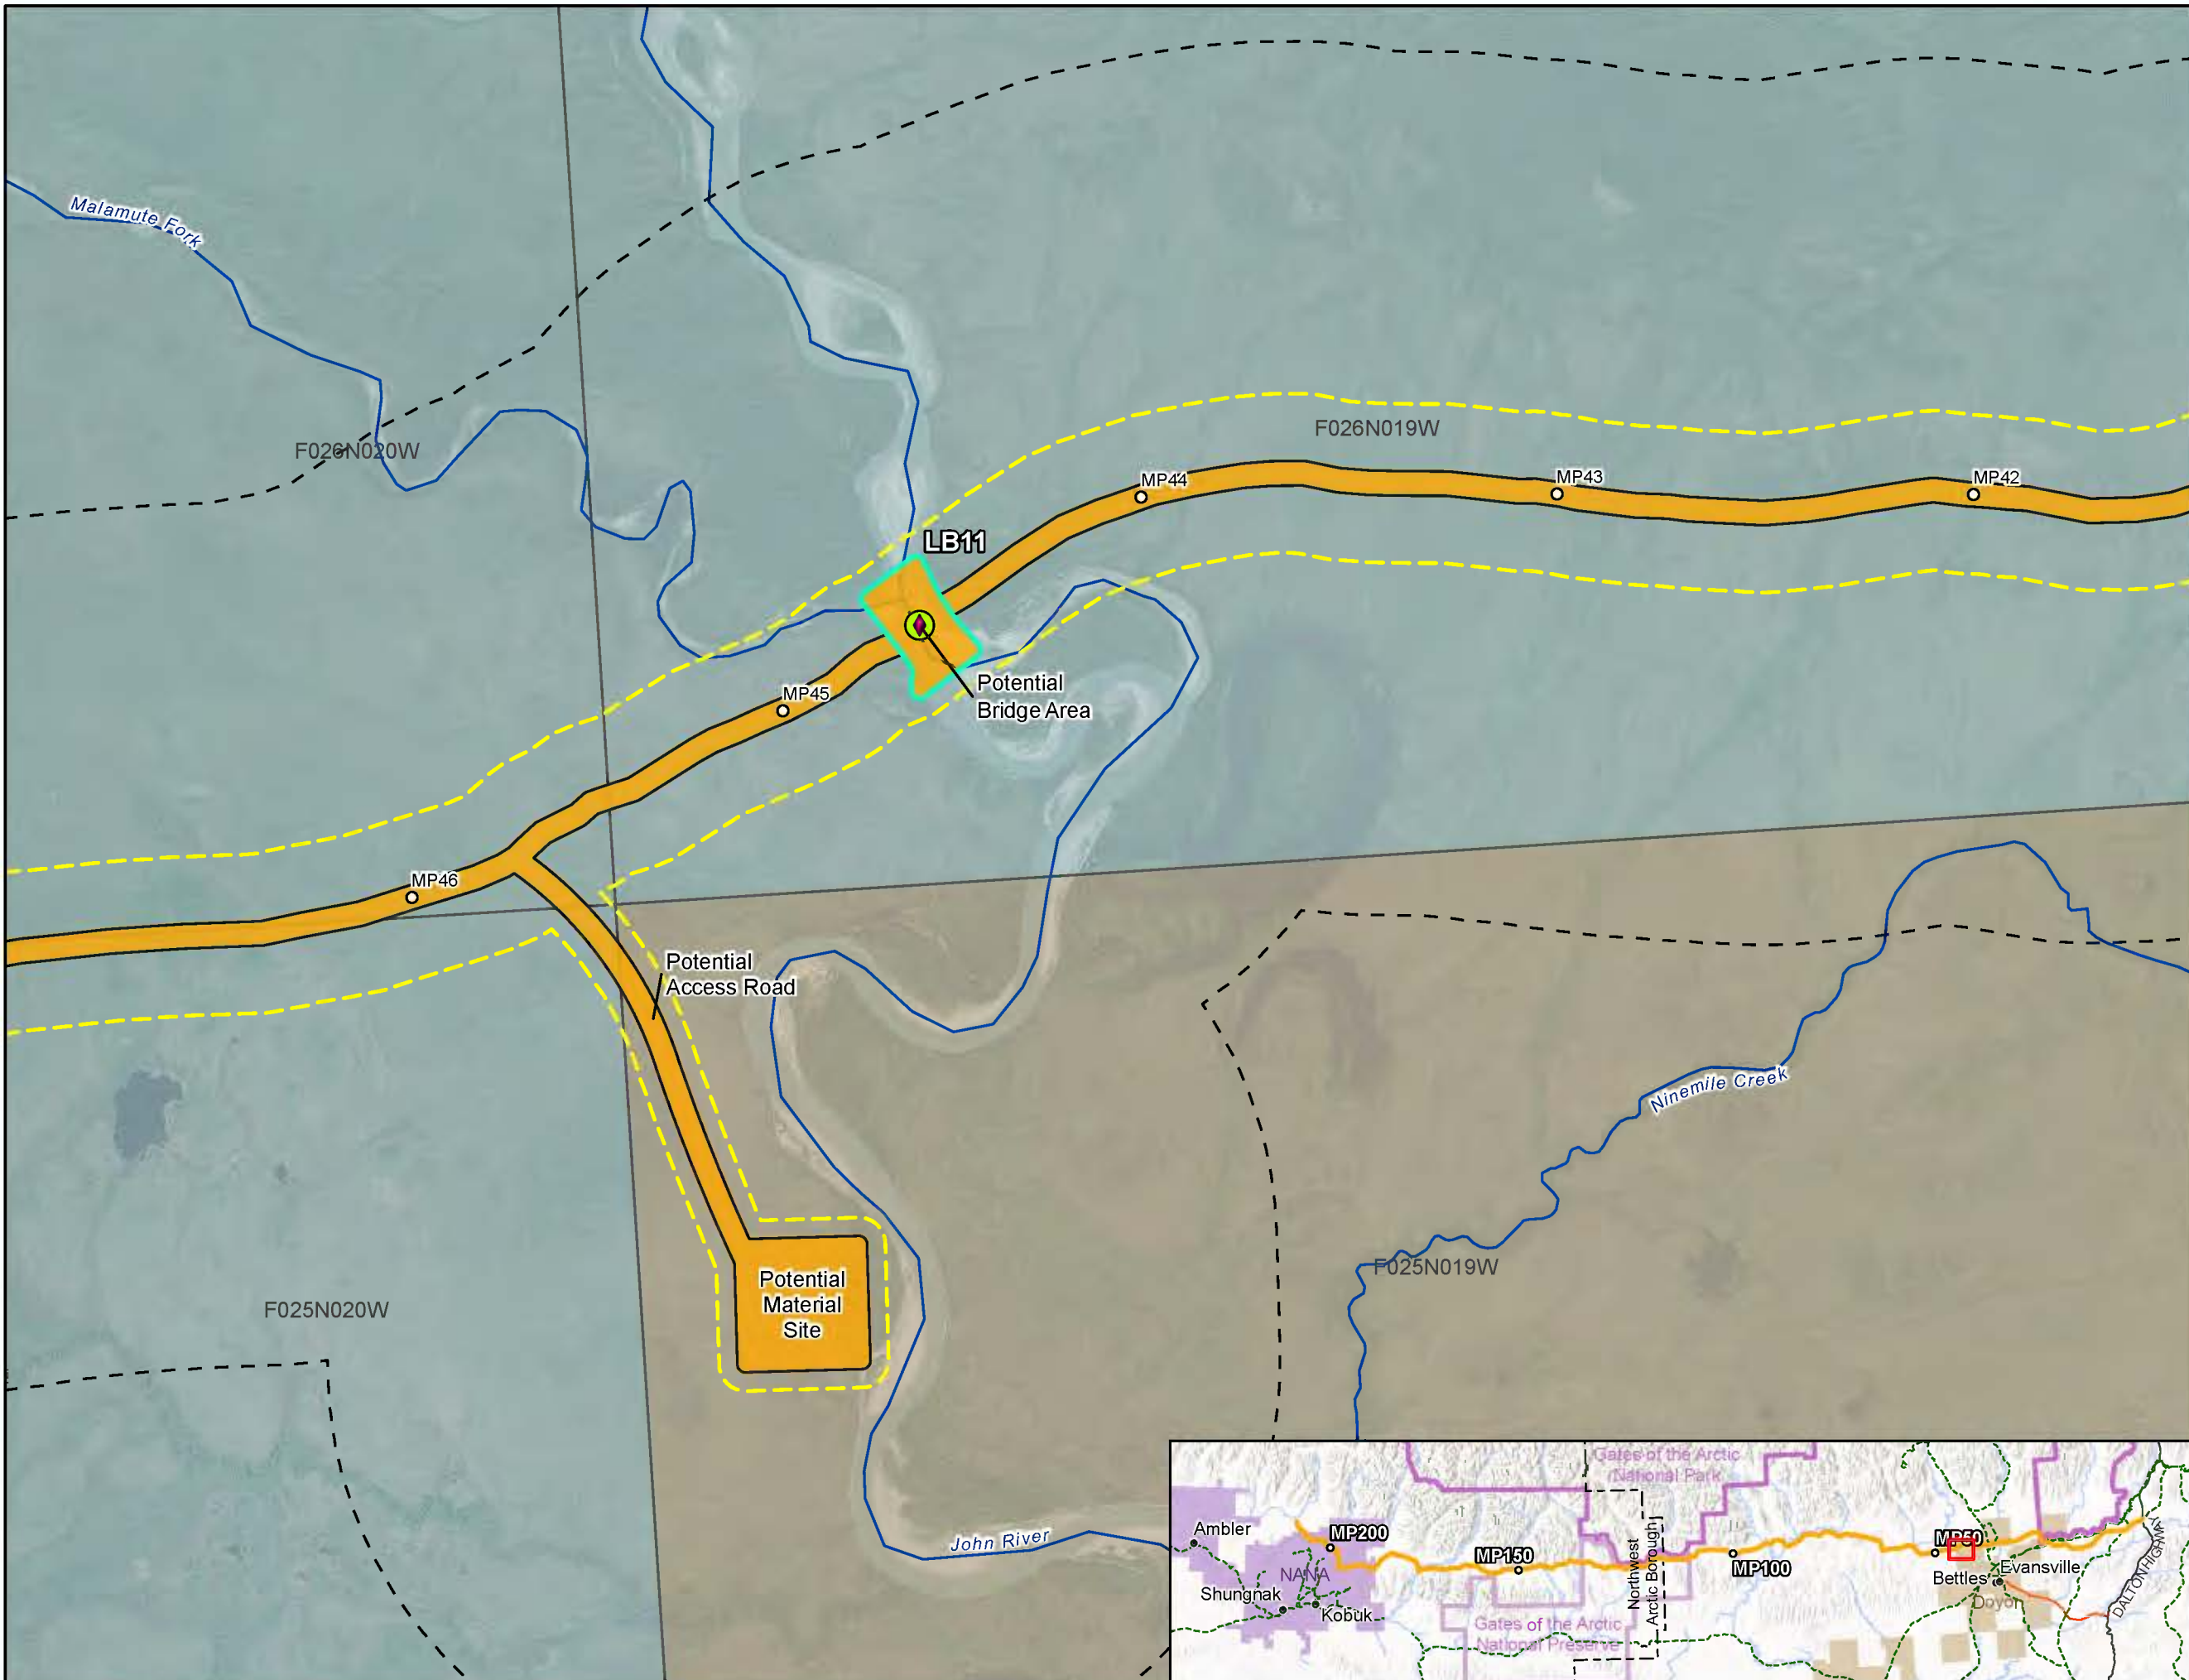 Malamute Fork
F026N020W
F026N019W
MP44
MP43
MP42
LB11
Potential
Bridge Area
MP45
MP46
Potential
Access Road
Ninemile Creek
F025N019W
F025N020W
Potential
Material
Site
John River
Gates of the Arctic
National Park
Ambler
MP200
MP150
MP100
MP50
NANA
Shungnak
Kobuk
Northwest
Arctic Borough
Gates of the Arctic
National Preserve
Bettles
Evansville
Doyon
DALTON HIGHWAY